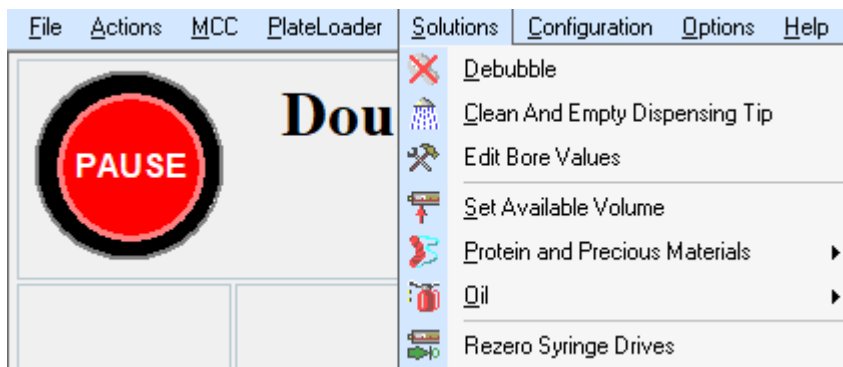 File Actions MCC PlateLoader Solutions Configuration Options Help
PAUSE
Dou
Debubble
Clean And Empty Dispensing Tip
Edit Bore Values
Set Available Volume
Protein and Precious Materials
Oil
Rezero Syringe Drives